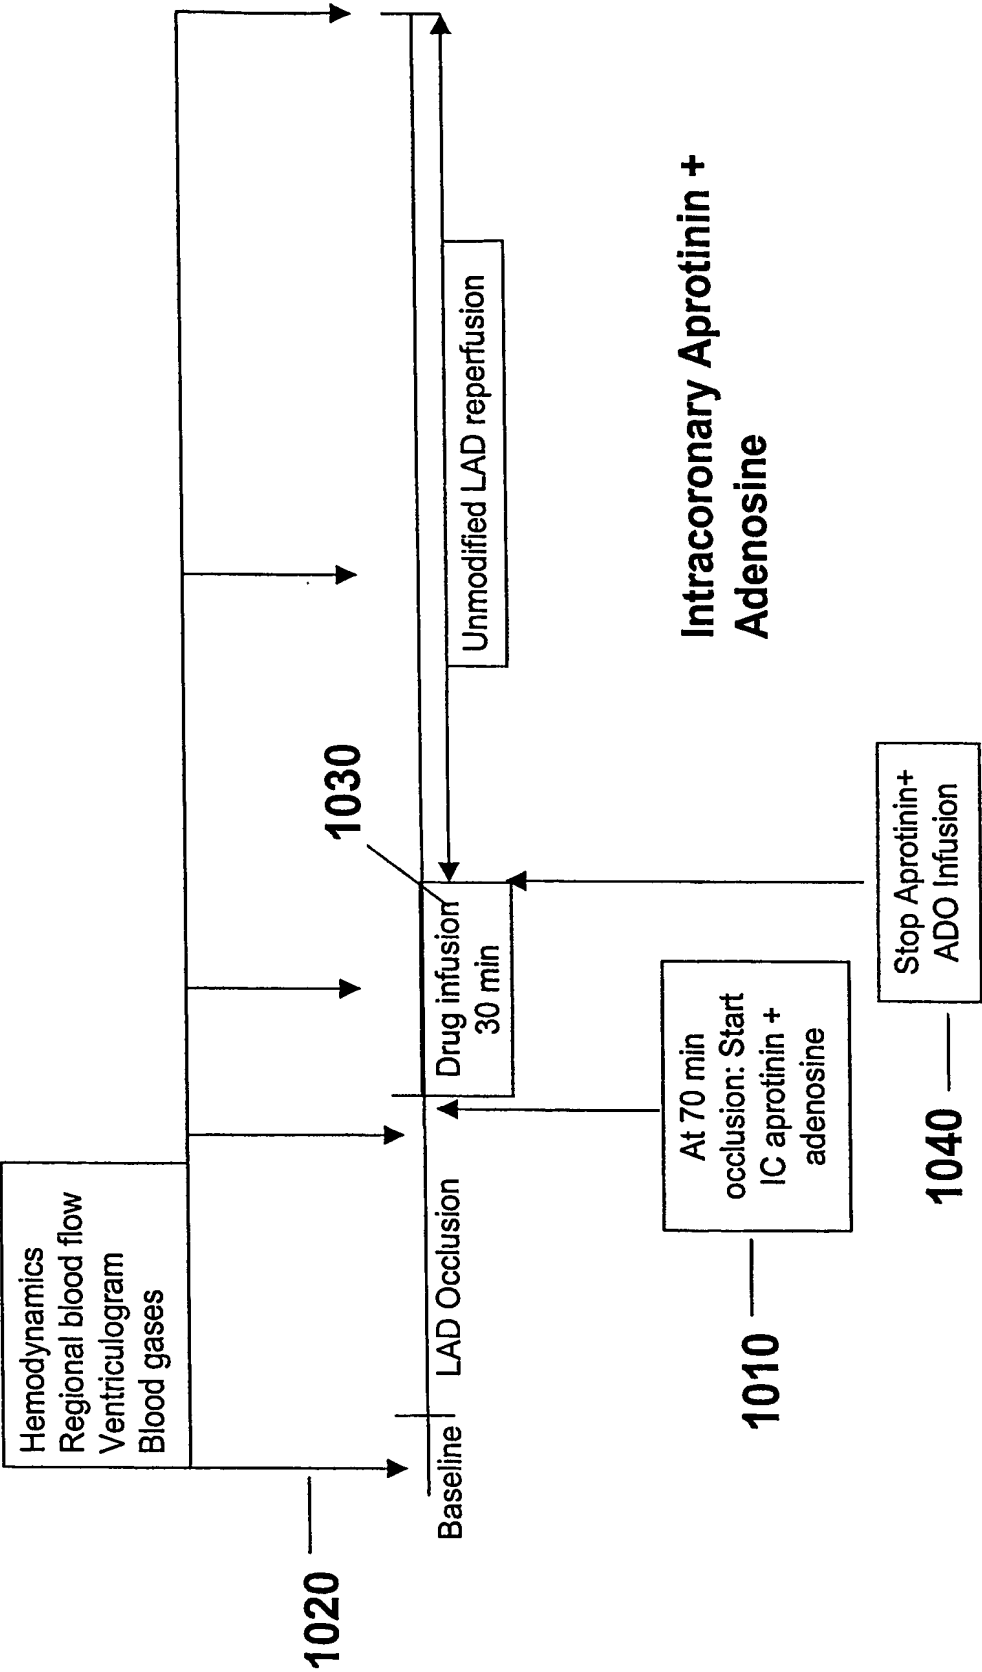 Hemodynamics
Regional blood flow
Ventriculogram
Blood gases
1020
1030
Baseline
LAD Occlusion
Drug infusion
30 min
Unmodified LAD reperfusion
At 70 min
occlusion: Start
IC aprotinin +
adenosine
1010
Stop Aprotinin+
ADO Infusion
1040
Intracoronary Aprotinin +
Adenosine